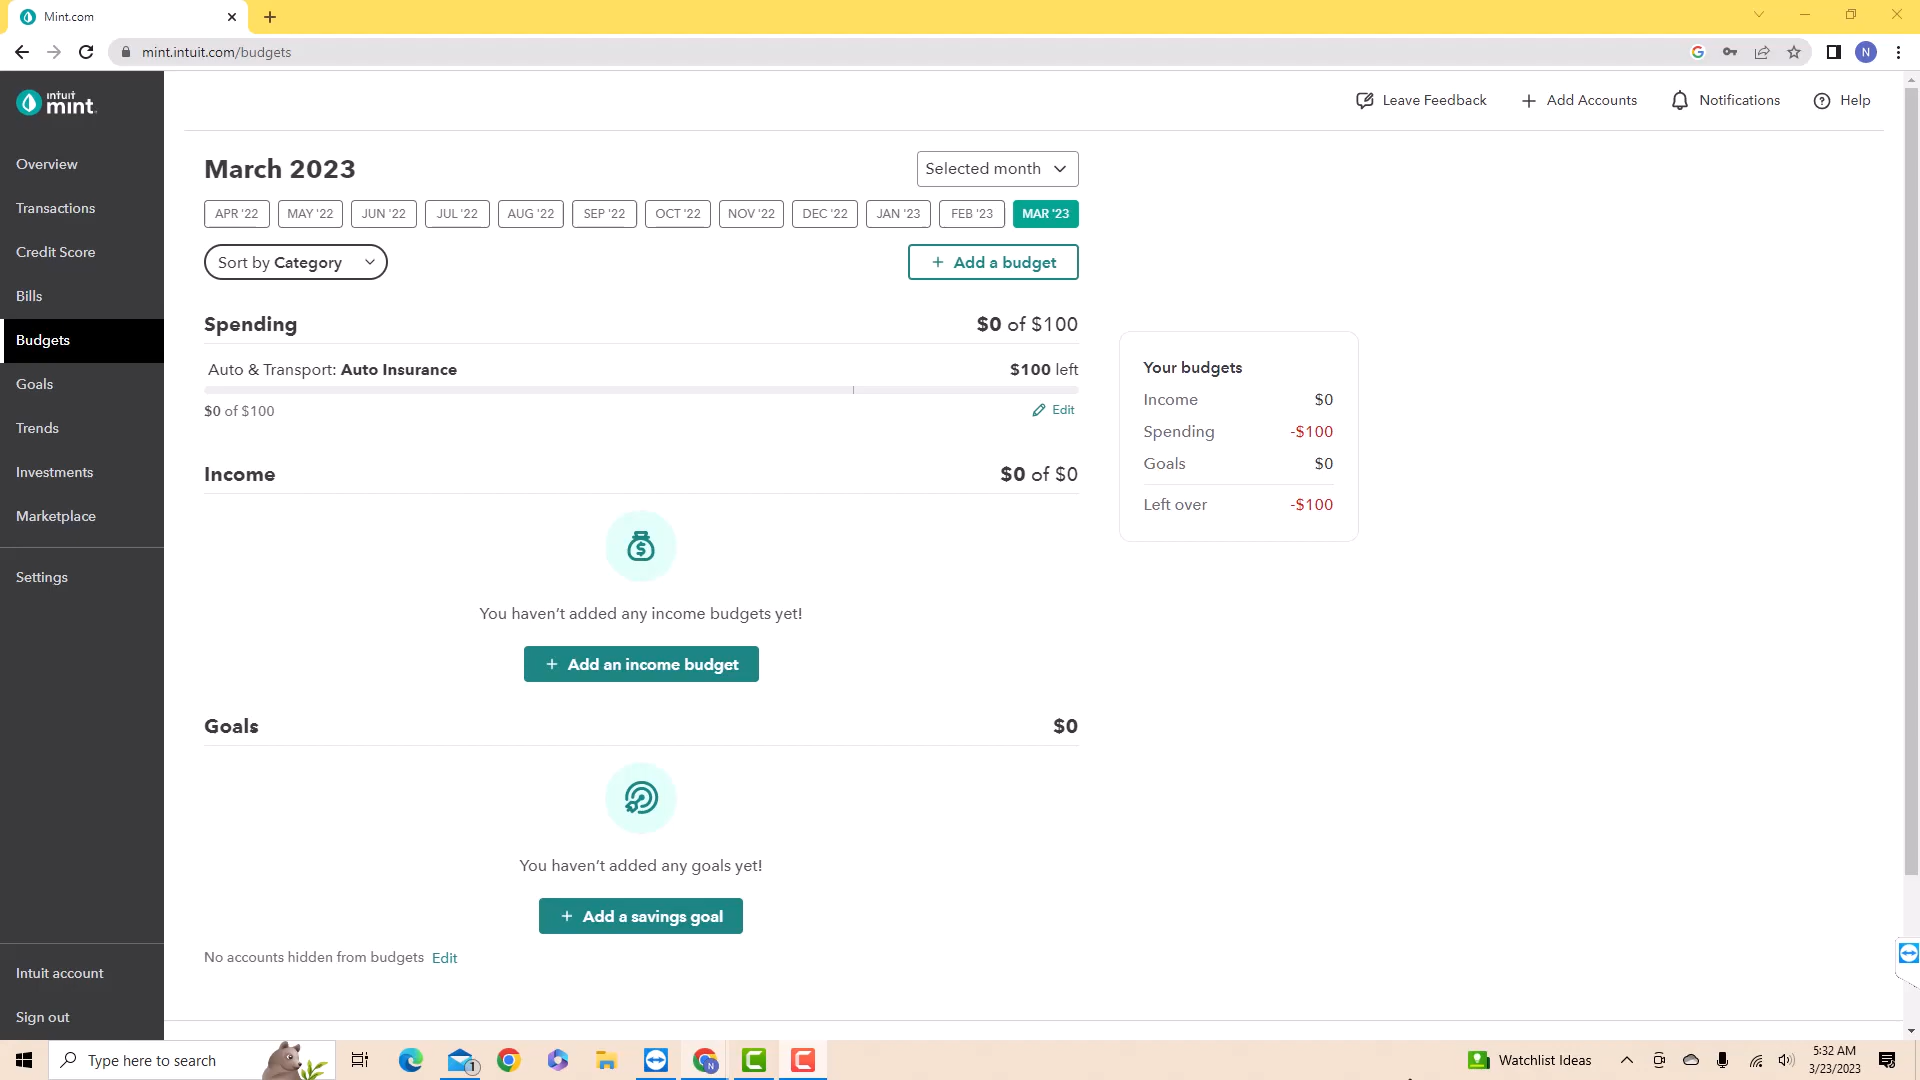 Mint.com
mint.intuit.com/budgets
N
intuit
mint
Leave Feedback
Add Accounts
Notifications
Help
Overview
Transactions
Credit Score
Bills
Budgets
Goals
Trends
Investments
Marketplace
Settings
Intuit account
Sign out
March 2023
Selected month
APR '22 MAY '22 JUN '22 JUL '22 AUG '22 SEP '22 OCT '22 NOV '22 DEC '22 JAN '23 FEB '23 MAR '23
Sort by Category
+ Add a budget
Spending $0 of $100
Auto & Transport: Auto Insurance $100 left
$0 of $100 Edit
Income $0 of $0
You haven't added any income budgets yet!
+ Add an income budget
Goals $0
You haven't added any goals yet!
+ Add a savings goal
No accounts hidden from budgets Edit
Your budgets
Income $0
Spending -$100
Goals $0
Left over -$100
Type here to search
1
N
Watchlist Ideas
5:32 AM
3/23/2023